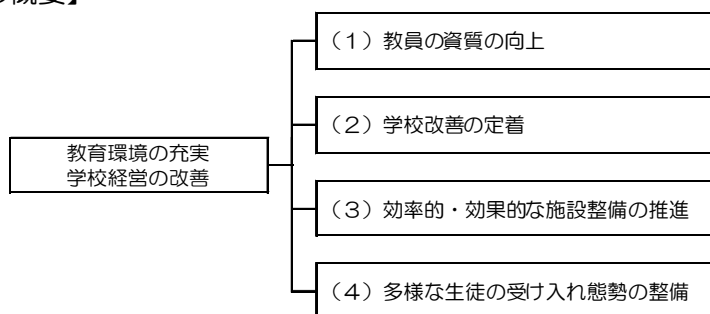 概要】
(1)教員の資質の向上
(2)学校改善の定着
教育環境の充実
学校経営の改善
(3)効率的・効果的な施設整備の推進
(4)多様な生徒の受け入れ態勢の整備